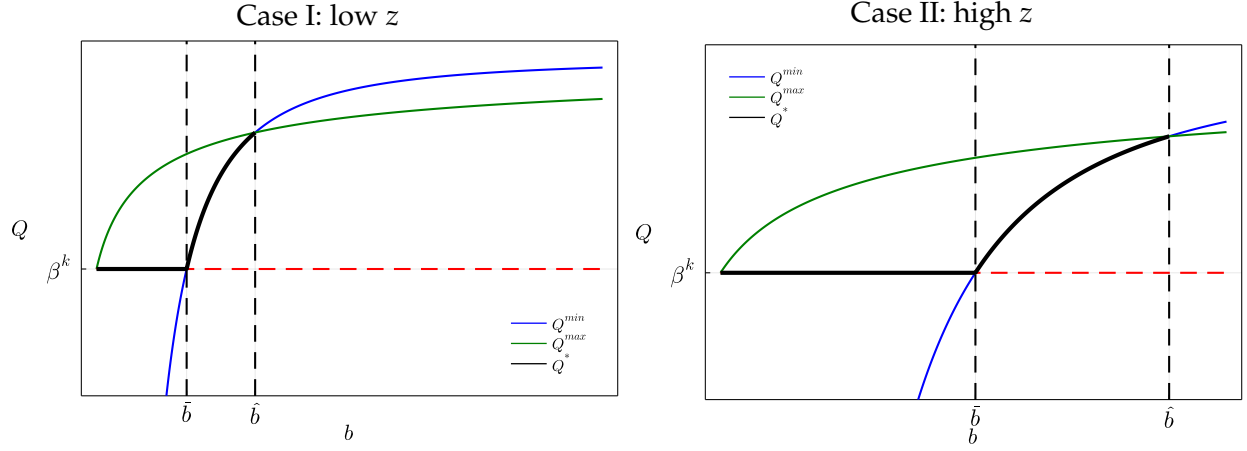 Case I: low z
Q
β^k
Q^min
Q^max
Q^*
b̄
b̂
b
Case II: high z
Q
β^k
Q^min
Q^max
Q^*
b̄
b̂
b